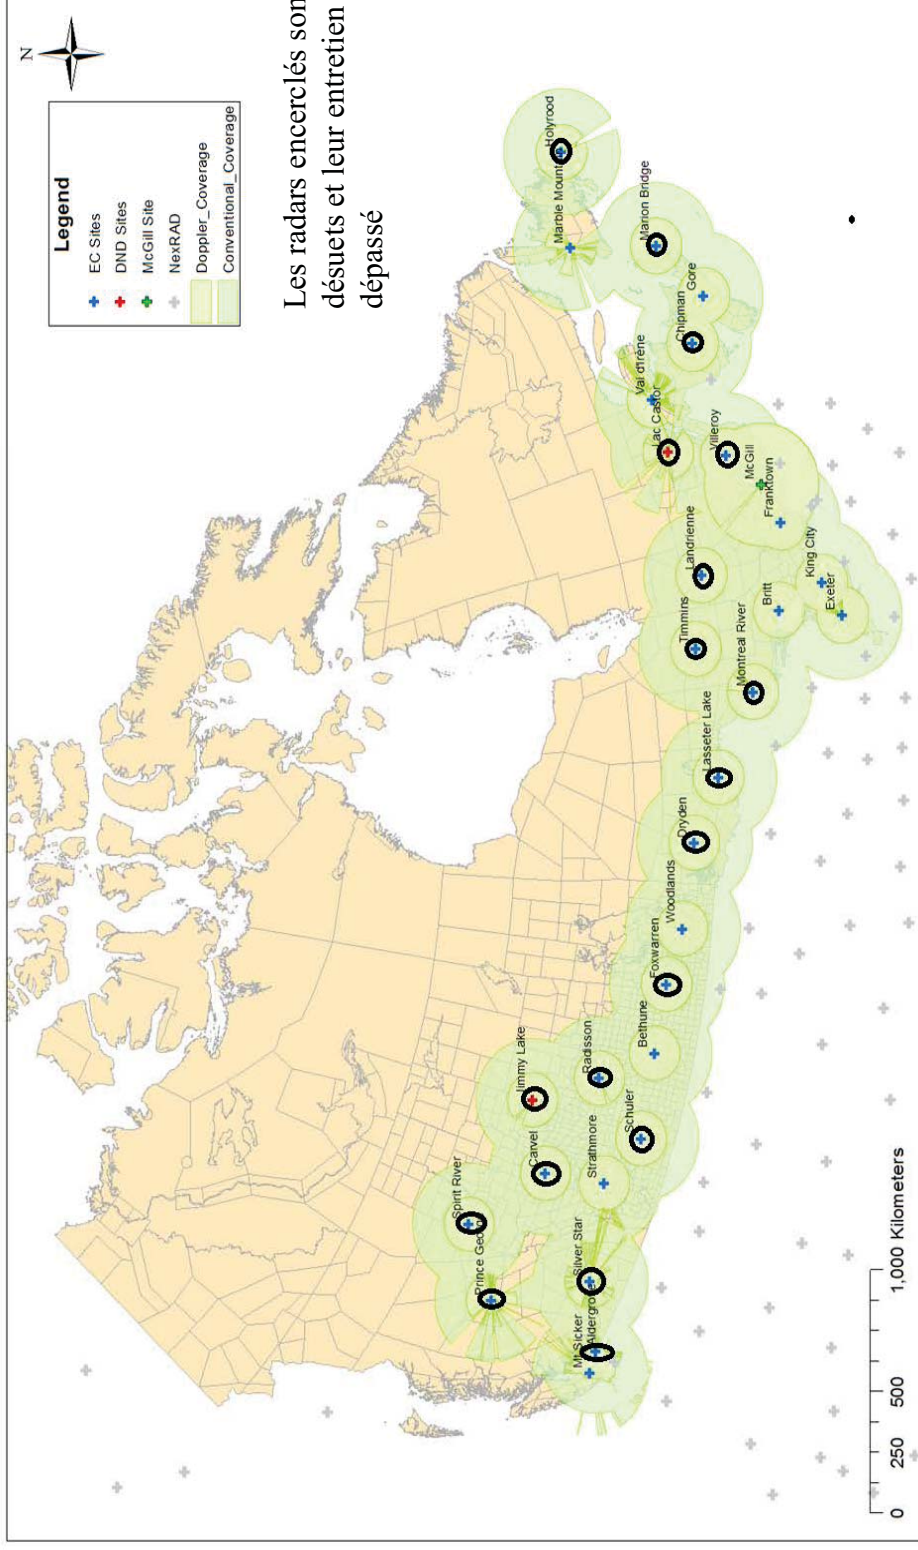 N
Legend
EC Sites
DND Sites
McGill Site
NexRAD
Doppler_Coverage
Conventional_Coverage
Les radars encerclés son
désuets et leur entretien
dépassé
Holyrood
Marble Mount
Marion Bridge
Gore
Chipman
Val d'Irène
Lac Castor
Villeroy
McGill
Franktown
Landrienne
Timmins
King City
Britt
Exeter
Montreal River
Lasseter Lake
Dryden
Woodlands
Foxwarren
Bethune
Jimmy Lake
Radisson
Schuler
Carvel
Strathmore
Spirit River
Prince Geor
Silver Star
Aldergrove
Mt Sicker
0 250 500 1,000 Kilometers